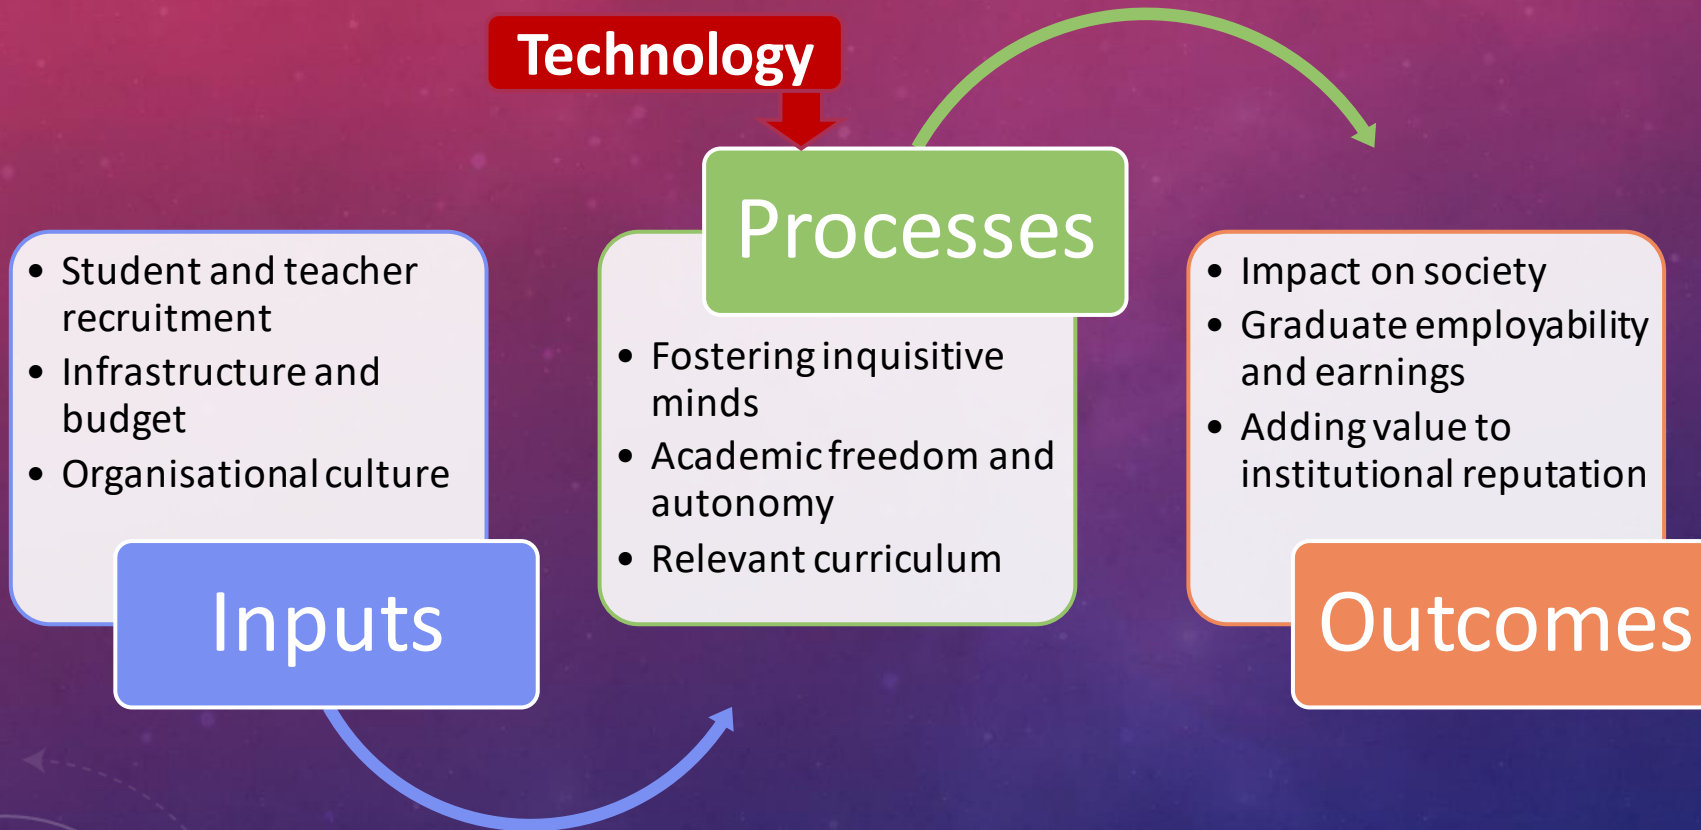 Technology
• Student and teacher
recruitment
• Infrastructure and
budget
• Organisational culture
Inputs
Processes
• Fostering inquisitive
minds
• Academic freedom and
autonomy
• Relevant curriculum
• Impact on society
• Graduate employability
and earnings
• Adding value to
institutional reputation
Outcomes